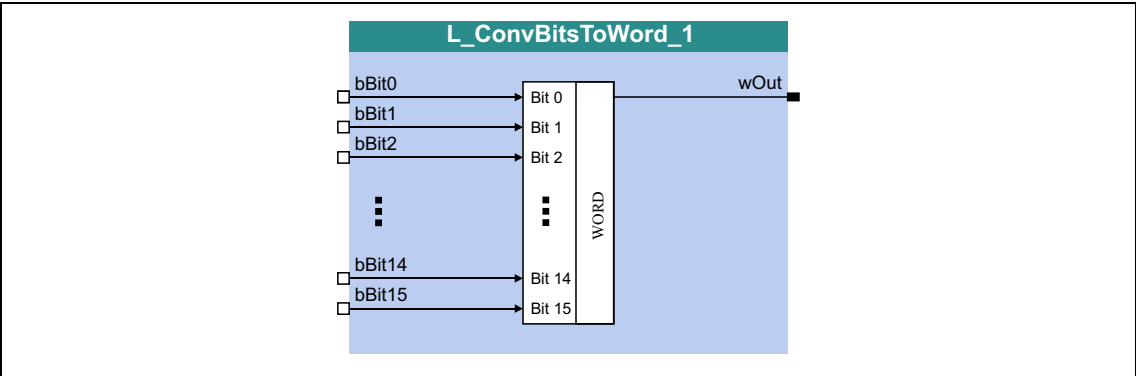 L_ConvBitsToWord_1
bBit0
wOut
Bit 0
bBit1
Bit 1
bBit2
Bit 2
WORD
bBit14
Bit 14
bBit15
Bit 15